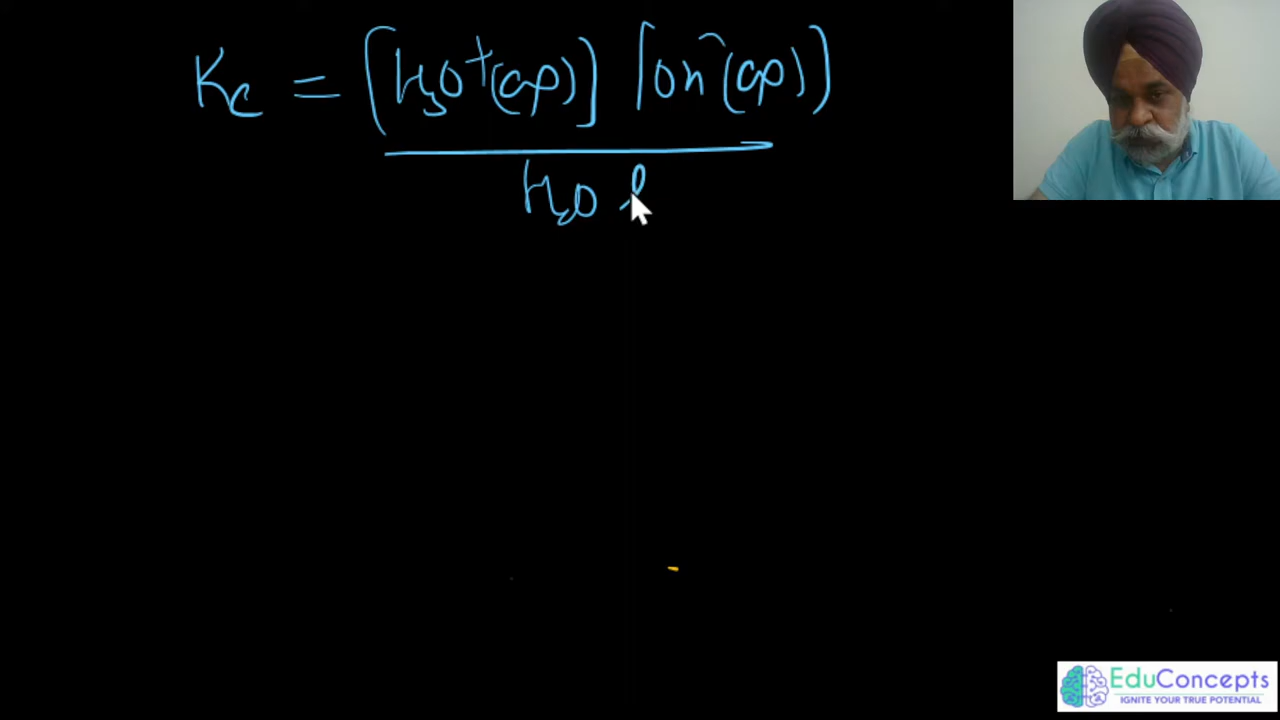 Kc = [H₃O⁺(aq)] [OH⁻(aq)]
H₂O l
EduConcepts
IGNITE YOUR TRUE POTENTIAL